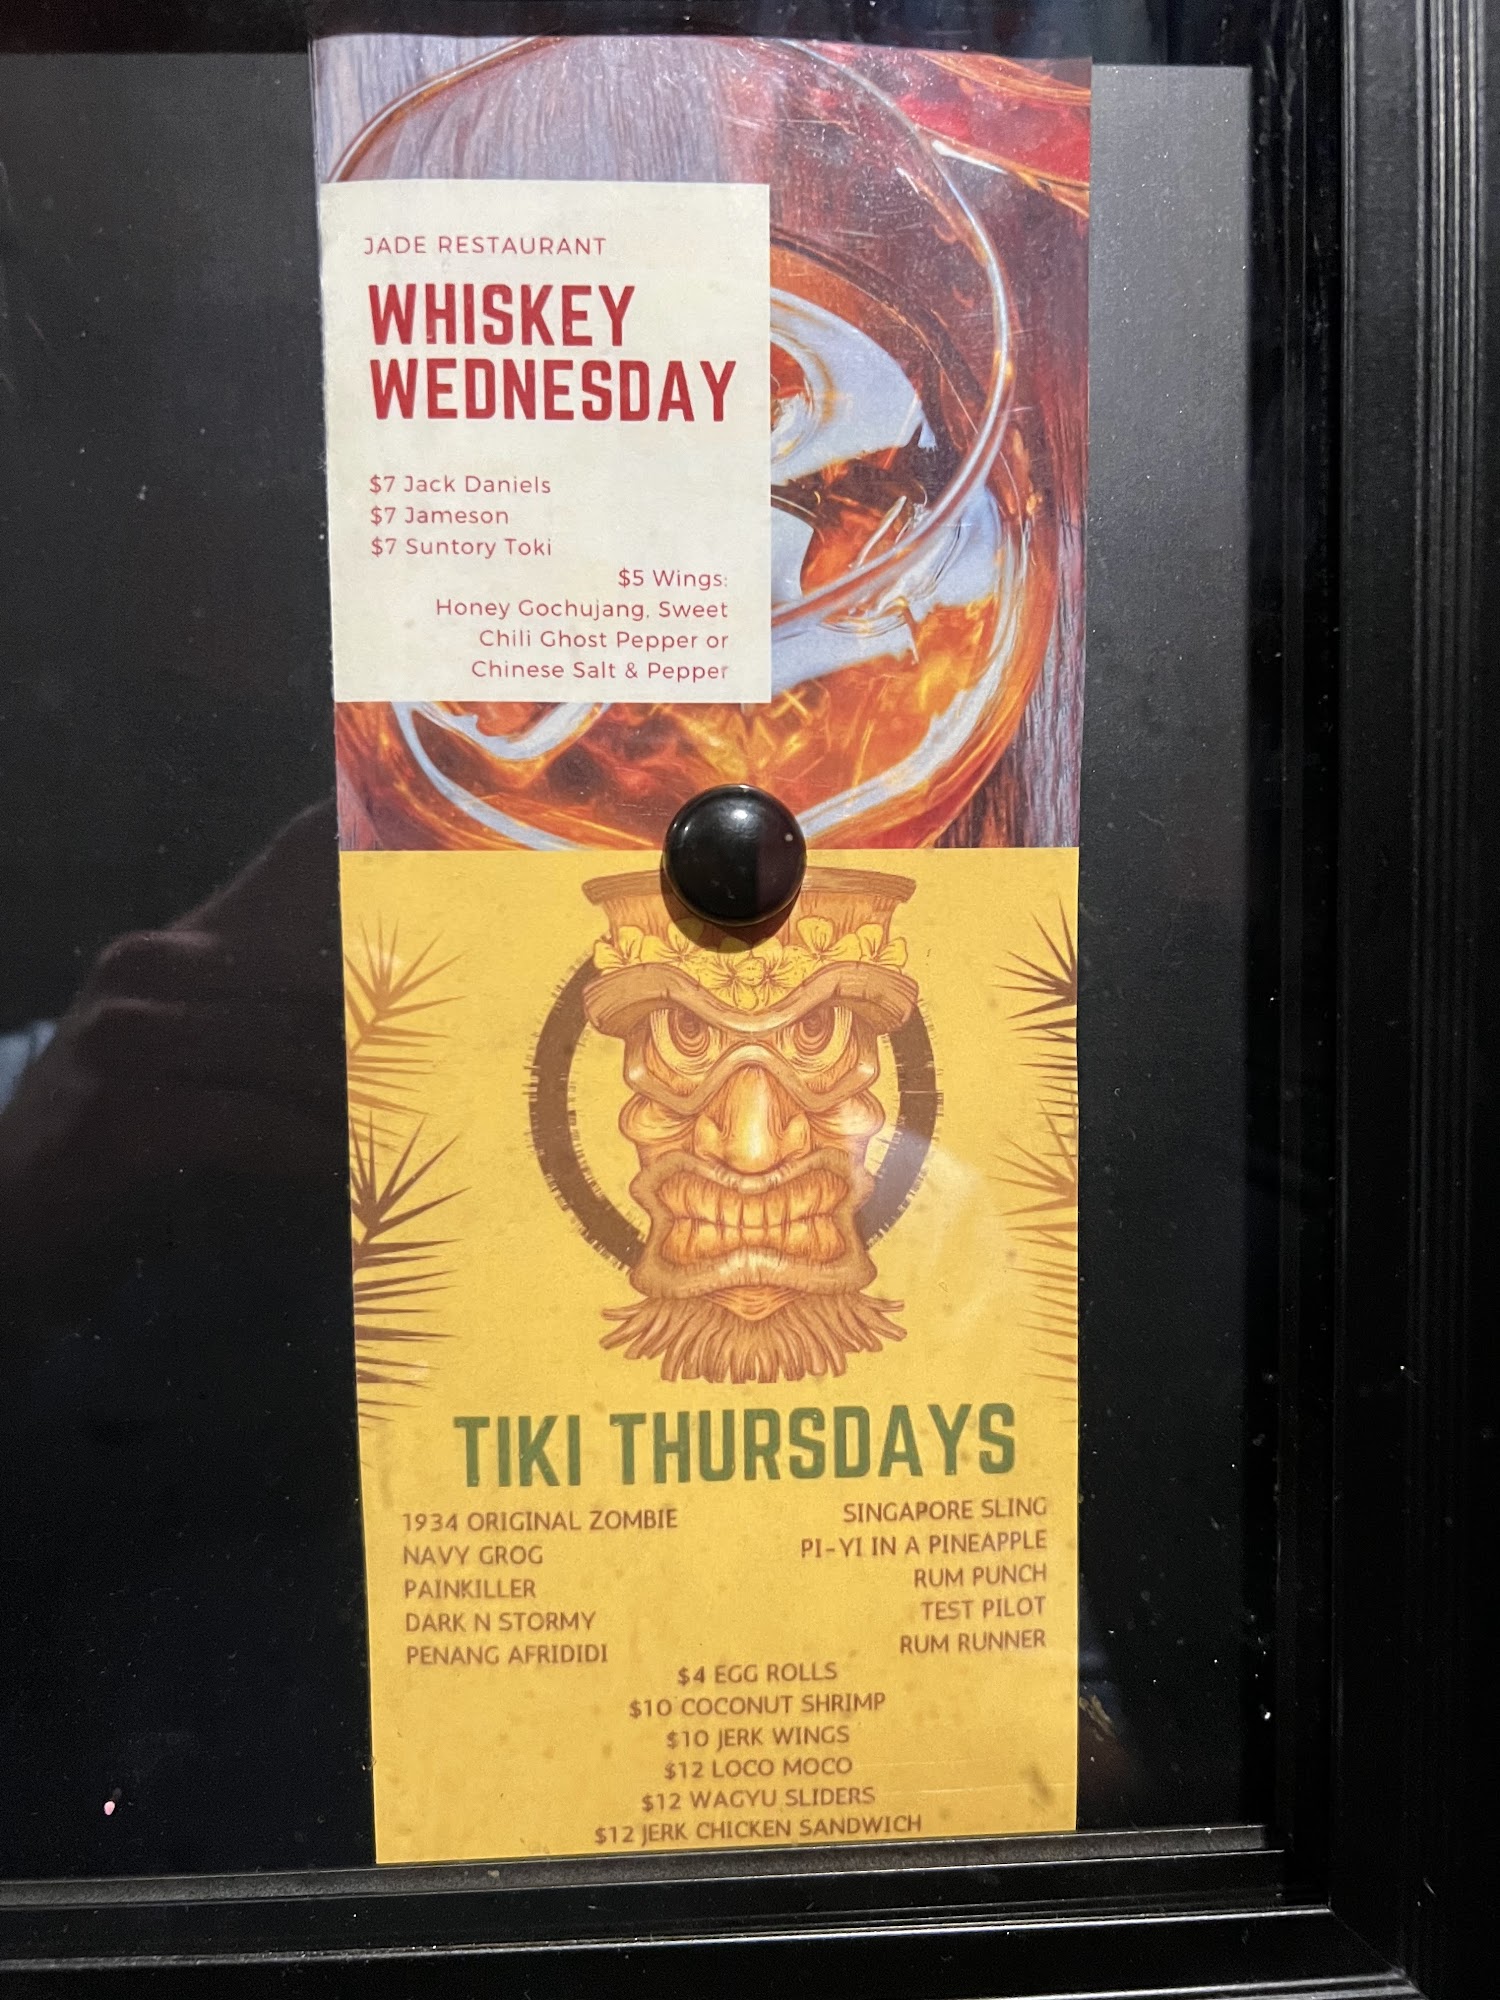 JADE RESTAURANT
WHISKEY
WEDNESDAY
$7 Jack Daniels
$7 Jameson
$7 Suntory Toki
$5 Wings:
Honey Gochujang, Sweet
Chili Ghost Pepper or
Chinese Salt & Pepper
TIKI THURSDAYS
1934 ORIGINAL ZOMBIE
NAVY GROG
PAINKILLER
DARK N STORMY
PENANG AFRIDIDI
SINGAPORE SLING
PI-YI IN A PINEAPPLE
RUM PUNCH
TEST PILOT
RUM RUNNER
$4 EGG ROLLS
$10 COCONUT SHRIMP
$10 JERK WINGS
$12 LOCO MOCO
$12 WAGYU SLIDERS
$12 JERK CHICKEN SANDWICH